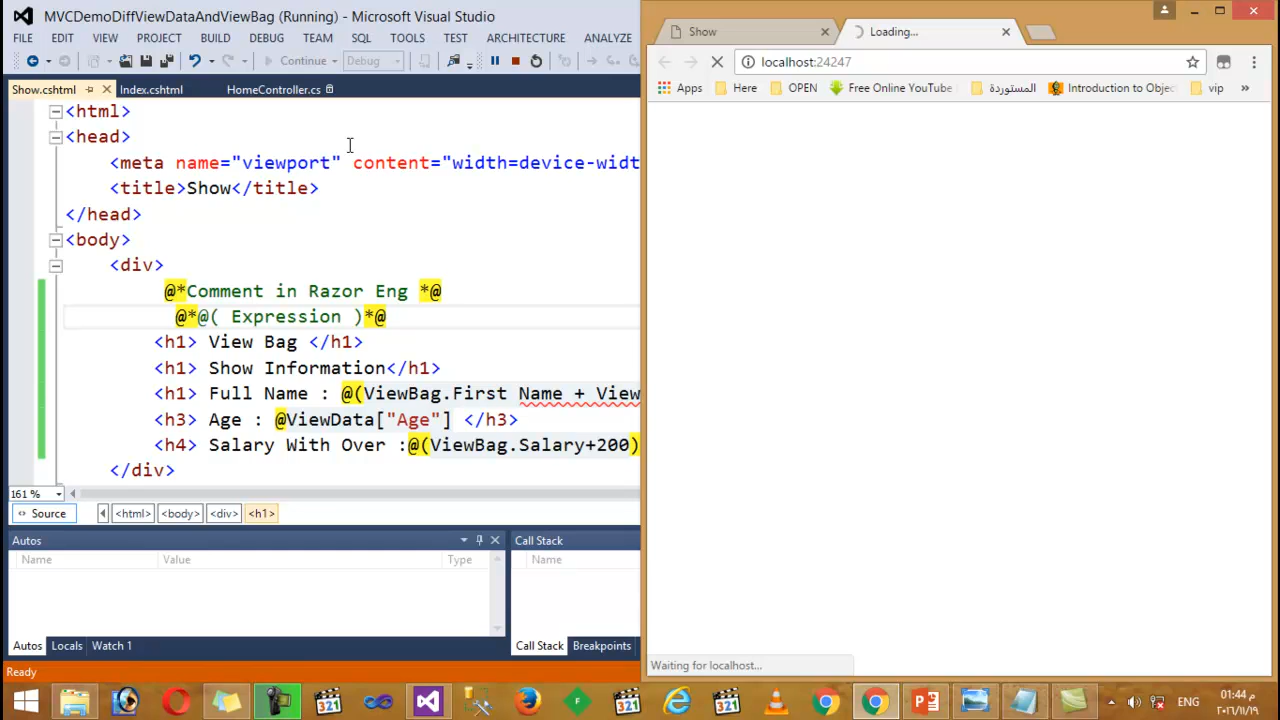 MVCDemoDiffViewDataAndViewBag (Running) - Microsoft Visual Studio
FILE EDIT VIEW PROJECT BUILD DEBUG TEAM SQL TOOLS TEST ARCHITECTURE ANALYZE
Continue Debug
Show.cshtml Index.cshtml HomeController.cs
<html>
<head>
<meta name="viewport" content="width=device-widt
<title>Show</title>
</head>
<body>
<div>
@*Comment in Razor Eng *@
@*@( Expression )*@
<h1> View Bag </h1>
<h1> Show Information</h1>
<h1> Full Name : @(ViewBag.First Name + View
<h3> Age : @ViewData["Age"] </h3>
<h4> Salary With Over :@(ViewBag.Salary+200)
</div>
161 %
Source <html> <body> <div> <h1>
Autos
Name Value Type
Autos Locals Watch 1
Call Stack
Name
Call Stack Breakpoints
Ready
Show Loading...
localhost:24247
Apps Here OPEN Free Online YouTube المستوردة Introduction to Objec vip »
Waiting for localhost...
321 F 321 321 ENG
01:44 م
٢٠١٦/١١/١٩